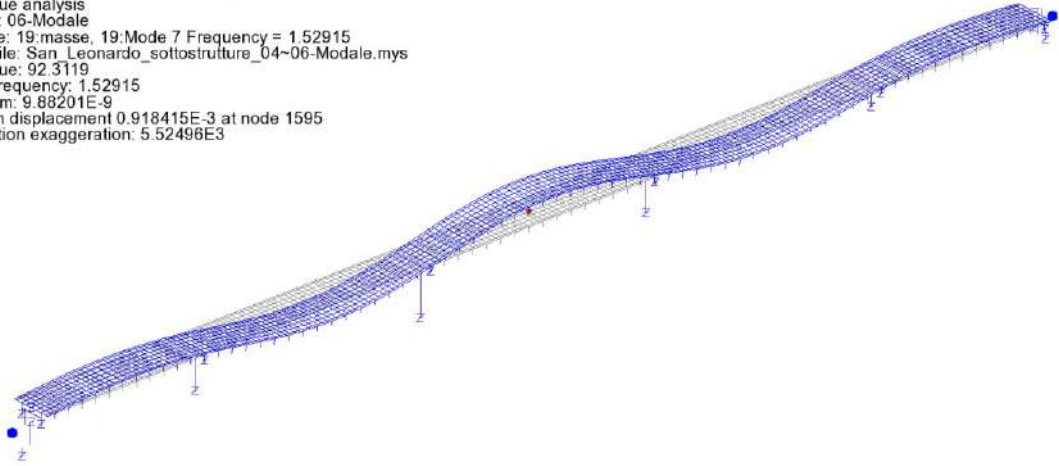 ue analysis
: 06-Modale
e: 19:masse, 19:Mode 7 Frequency = 1.52915
ile: San_Leonardo_sottostrutture_04~06-Modale.mys
ue: 92.3119
requency: 1.52915
m: 9.88201E-9
n displacement 0.918415E-3 at node 1595
tion exaggeration: 5.52496E3
Z
Z
Z
Z
Z
Z
Z
Z
Z
Z
Z
Z